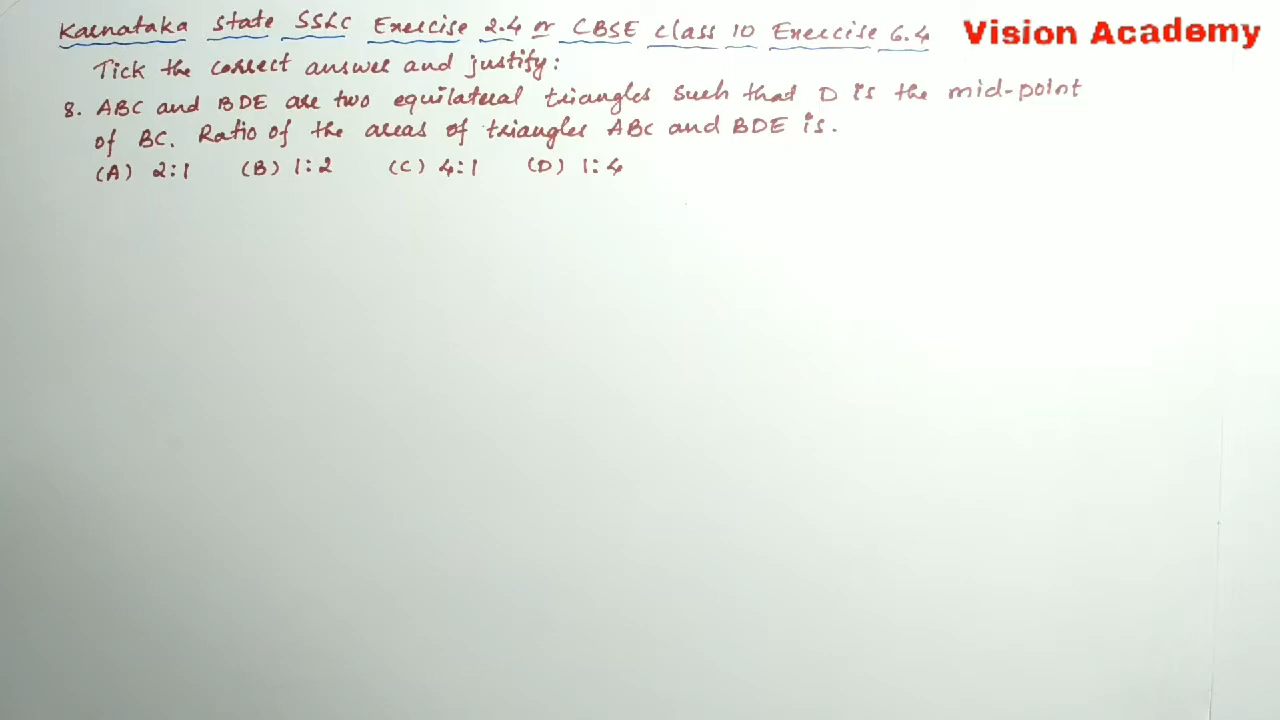 Karnataka State SSLC Exercise 2.4 or CBSE class 10 Exercise 6.4
Vision Academy
Tick the correct answer and justify:
8. ABC and BDE are two equilateral triangles such that D is the mid-point
of BC. Ratio of the areas of triangles ABC and BDE is.
(A) 2:1 (B) 1:2 (C) 4:1 (D) 1:4